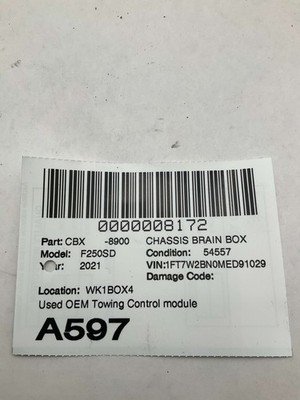 0000008172
Part: CBX -8900 CHASSIS BRAIN BOX
Model: F250SD Condition: 54557
Year: 2021 VIN:1FT7W2BN0MED91029
Damage Code:
Location: WK1BOX4
Used OEM Towing Control module
A597